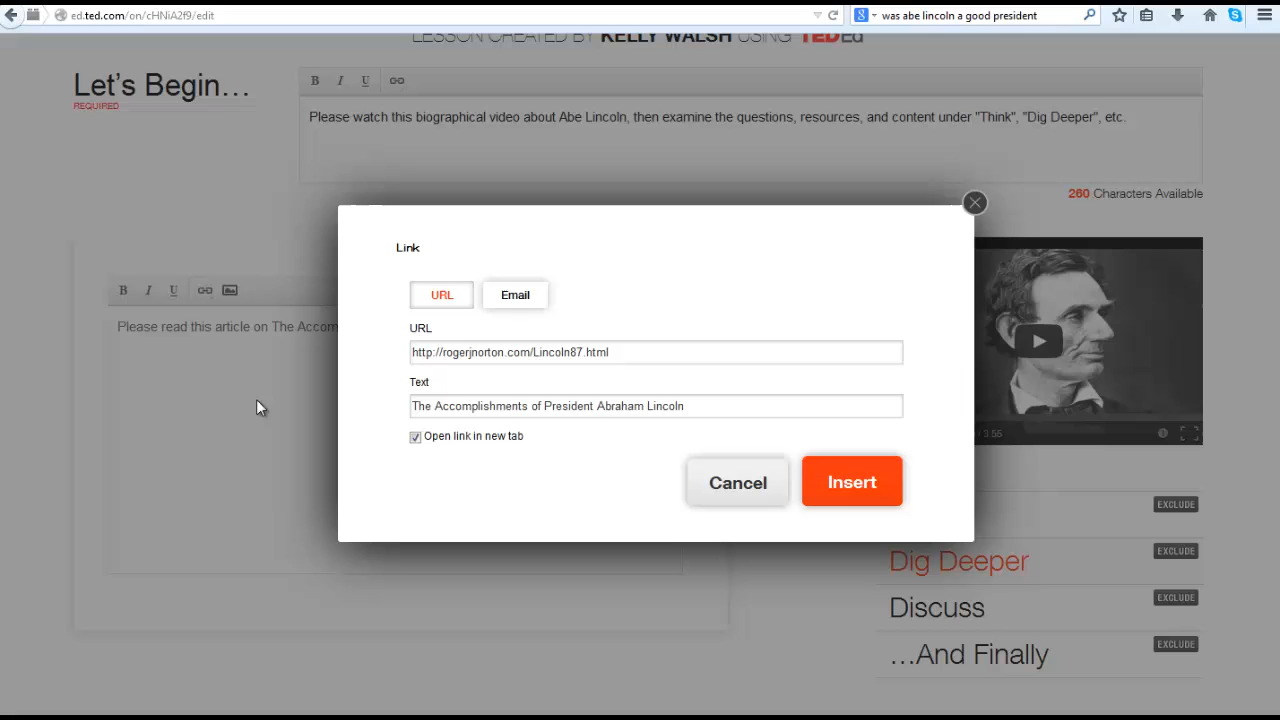 ed.ted.com/on/cHNiA2f9/edit
was abe lincoln a good president
LESSON CREATED BY KELLY WALSH USING TEDEd
Let's Begin…
REQUIRED
B I U
Please watch this biographical video about Abe Lincoln, then examine the questions, resources, and content under "Think", "Dig Deeper", etc.
260 Characters Available
B I U
Please read this article on The Accom
Link
URL Email
URL
http://rogerjnorton.com/Lincoln87.html
Text
The Accomplishments of President Abraham Lincoln
Open link in new tab
Cancel Insert
/ 3:55
EXCLUDE
Dig Deeper EXCLUDE
Discuss EXCLUDE
…And Finally EXCLUDE